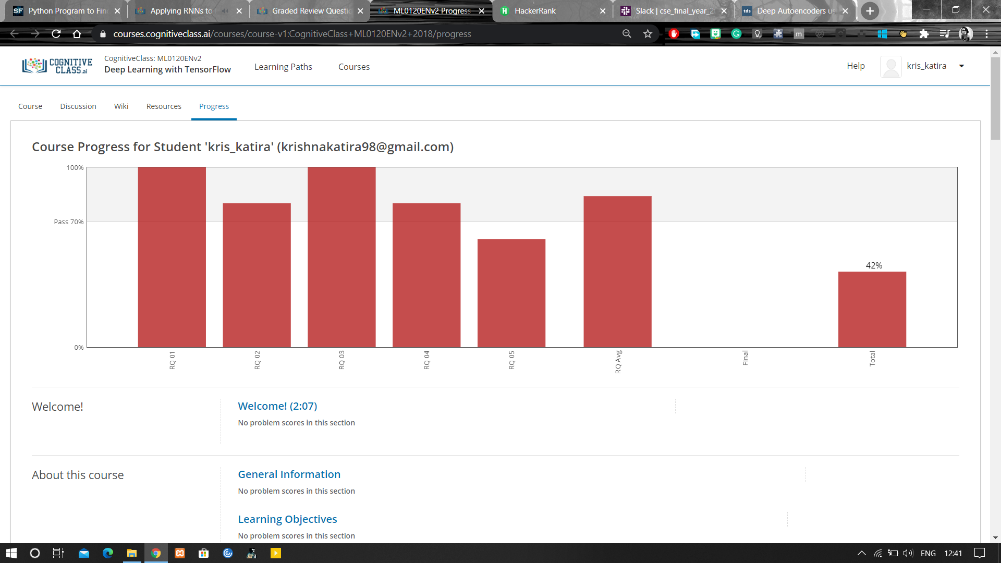 Python Program to Fin
Applying RNNs to
Graded Review Questio
ML0120ENv2 Progress
HackerRank
Slack | cse_final_year_
Deep Autoencoders u
courses.cognitiveclass.ai/courses/course-v1:CognitiveClass+ML0120ENv2+2018/progress
COGNITIVE
CLASS.ai
CognitiveClass: ML0120ENv2
Deep Learning with TensorFlow
Learning Paths
Courses
Help
kris_katira
Course
Discussion
Wiki
Resources
Progress
Course Progress for Student 'kris_katira' (krishnakatira98@gmail.com)
100%
Pass 70%
0%
42%
RQ 01
RQ 02
RQ 03
RQ 04
RQ 05
RQ Avg
Final
Total
Welcome!
Welcome! (2:07)
No problem scores in this section
About this course
General Information
No problem scores in this section
Learning Objectives
No problem scores in this section
ENG
12:41